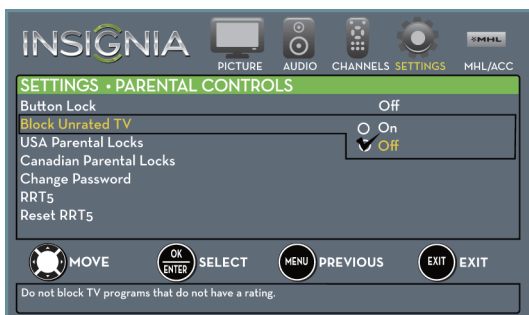 INSIGNIA
PICTURE AUDIO CHANNELS SETTINGS MHL MHL/ACC
SETTINGS • PARENTAL CONTROLS
Button Lock Off
Block Unrated TV On
USA Parental Locks Off
Canadian Parental Locks
Change Password
RRT5
Reset RRT5
MOVE OK ENTER SELECT MENU PREVIOUS EXIT EXIT
Do not block TV programs that do not have a rating.